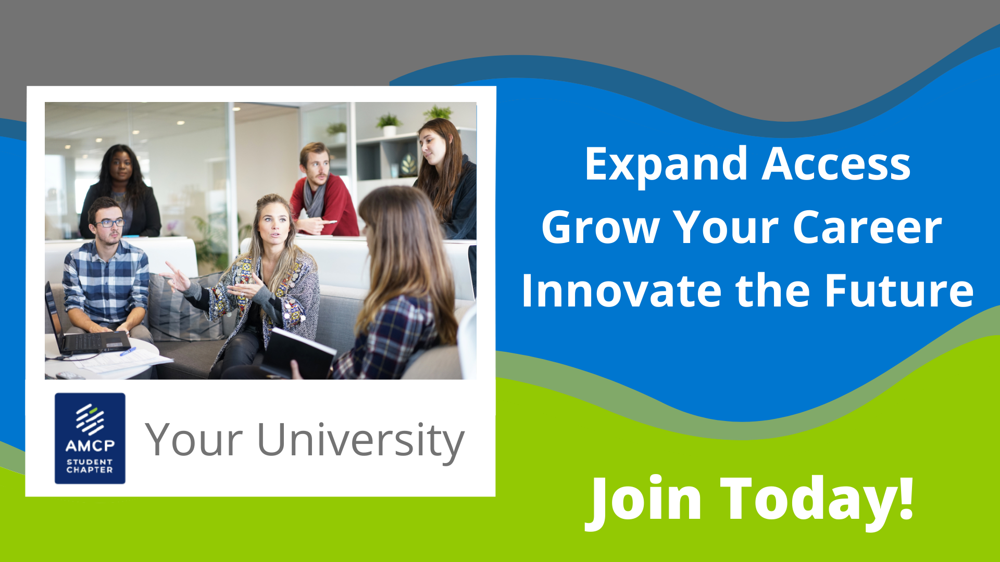 Expand Access
Grow Your Career
Innovate the Future
AMCP
STUDENT
CHAPTER
Your University
Join Today!